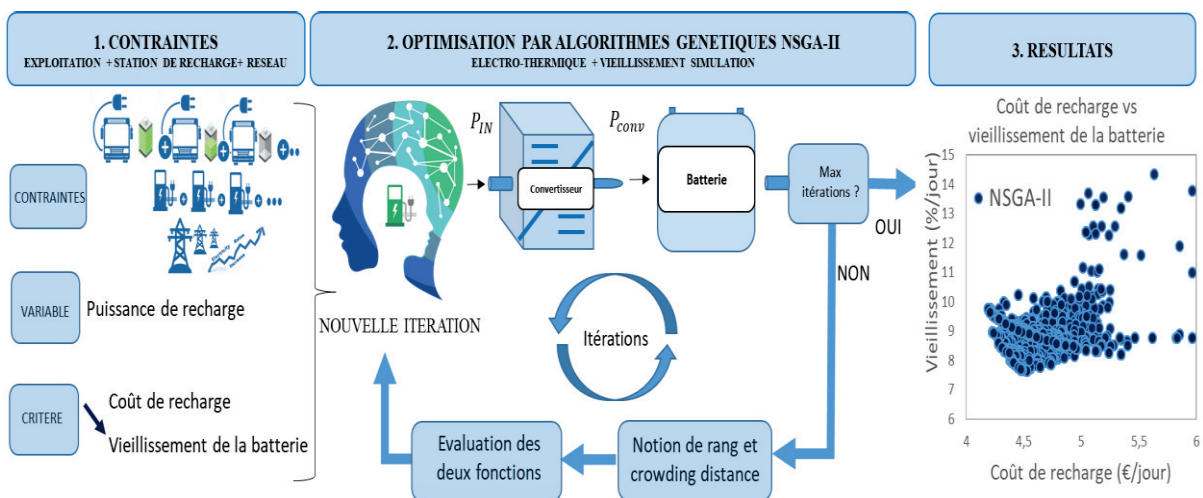 1. CONTRAINTES
EXPLOITATION + STATION DE RECHARGE+ RESEAU
CONTRAINTES
VARIABLE
Puissance de recharge
CRITERE
Coût de recharge
Vieillissement de la batterie
2. OPTIMISATION PAR ALGORITHMES GENETIQUES NSGA-II
ELECTRO-THERMIQUE + VIEILLISSEMENT SIMULATION
P_IN
Convertisseur
P_conv
Batterie
Max
itérations ?
OUI
NON
NOUVELLE ITERATION
Itérations
Evaluation des
deux fonctions
Notion de rang et
crowding distance
3. RESULTATS
Coût de recharge vs
vieillissement de la batterie
Vieillissement (%/jour)
15
14
13
12
11
10
9
8
7
6
NSGA-II
4 4,5 5 5,5 6
Coût de recharge (€/jour)